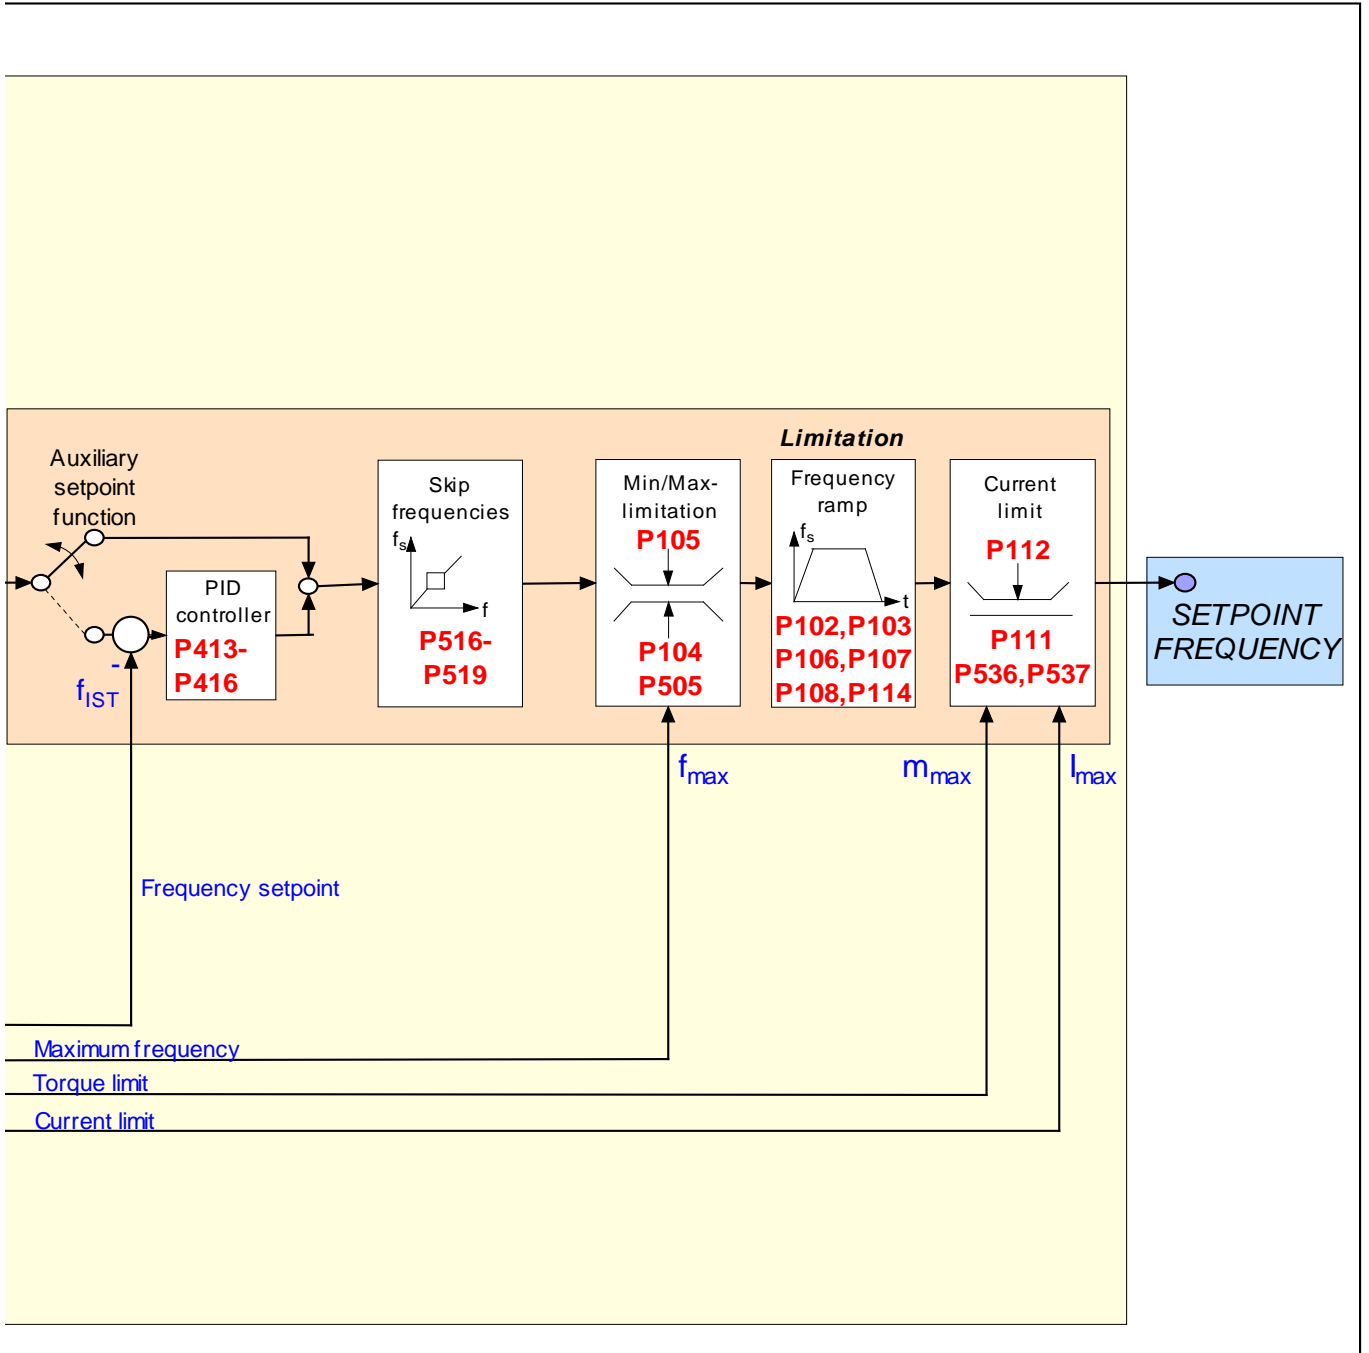 Limitation
Auxiliary
setpoint
function
PID
controller
P413-
P416
-
fIST
Skip
frequencies
fs
f
P516-
P519
Min/Max-
limitation
P105
P104
P505
Frequency
ramp
fs
t
P102,P103
P106,P107
P108,P114
Current
limit
P112
P111
P536,P537
SETPOINT
FREQUENCY
fmax
mmax
Imax
Frequency setpoint
Maximum frequency
Torque limit
Current limit